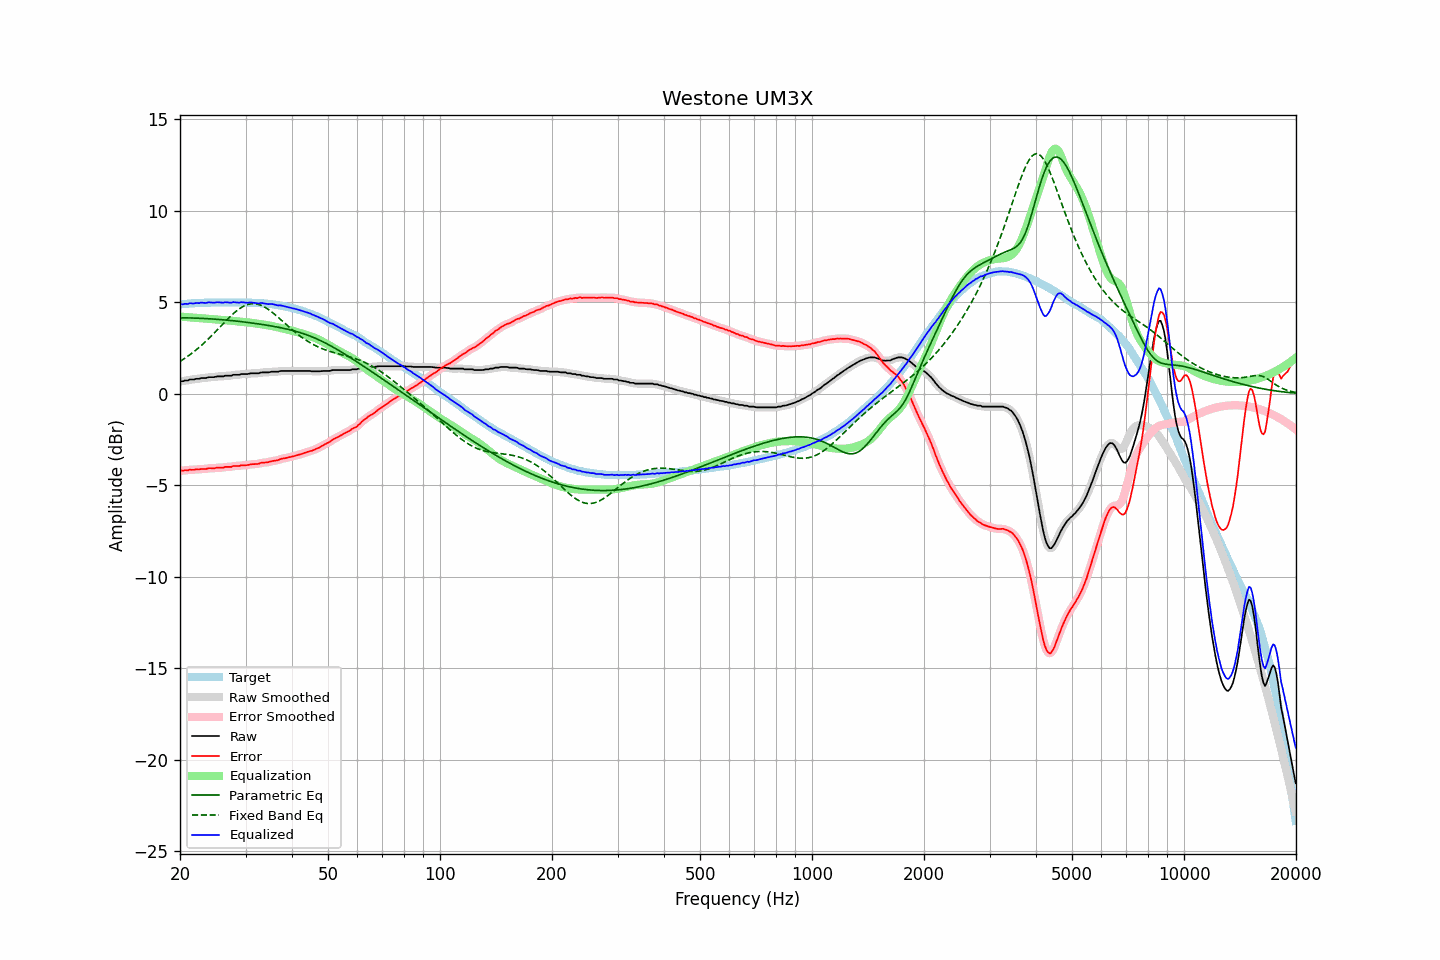 Westone UM3X
Amplitude (dBr)
15
10
5
0
−5
−10
−15
−20
−25
Target
Raw Smoothed
Error Smoothed
Raw
Error
Equalization
Parametric Eq
Fixed Band Eq
Equalized
20 50 100 200 500 1000 2000 5000 10000 20000
Frequency (Hz)